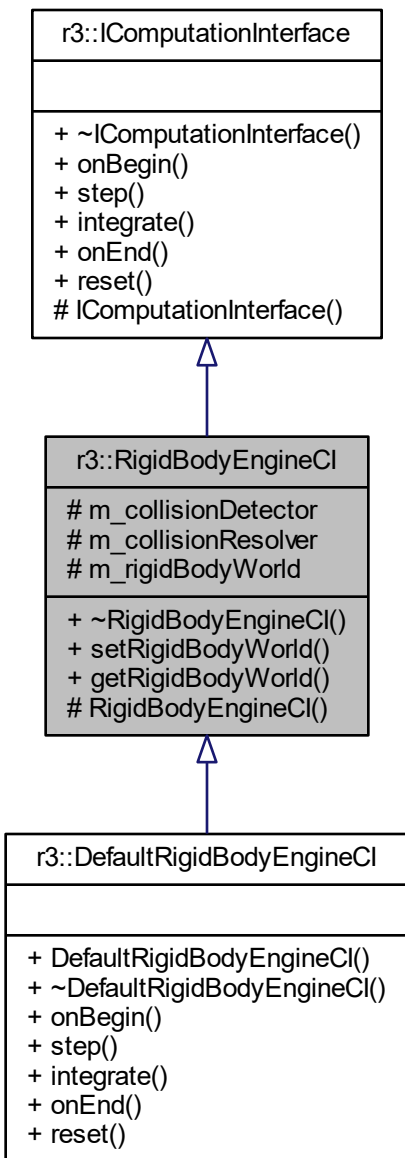 r3::IComputationInterface
+ ~IComputationInterface()
+ onBegin()
+ step()
+ integrate()
+ onEnd()
+ reset()
# IComputationInterface()
r3::RigidBodyEngineCI
# m_collisionDetector
# m_collisionResolver
# m_rigidBodyWorld
+ ~RigidBodyEngineCI()
+ setRigidBodyWorld()
+ getRigidBodyWorld()
# RigidBodyEngineCI()
r3::DefaultRigidBodyEngineCI
+ DefaultRigidBodyEngineCI()
+ ~DefaultRigidBodyEngineCI()
+ onBegin()
+ step()
+ integrate()
+ onEnd()
+ reset()